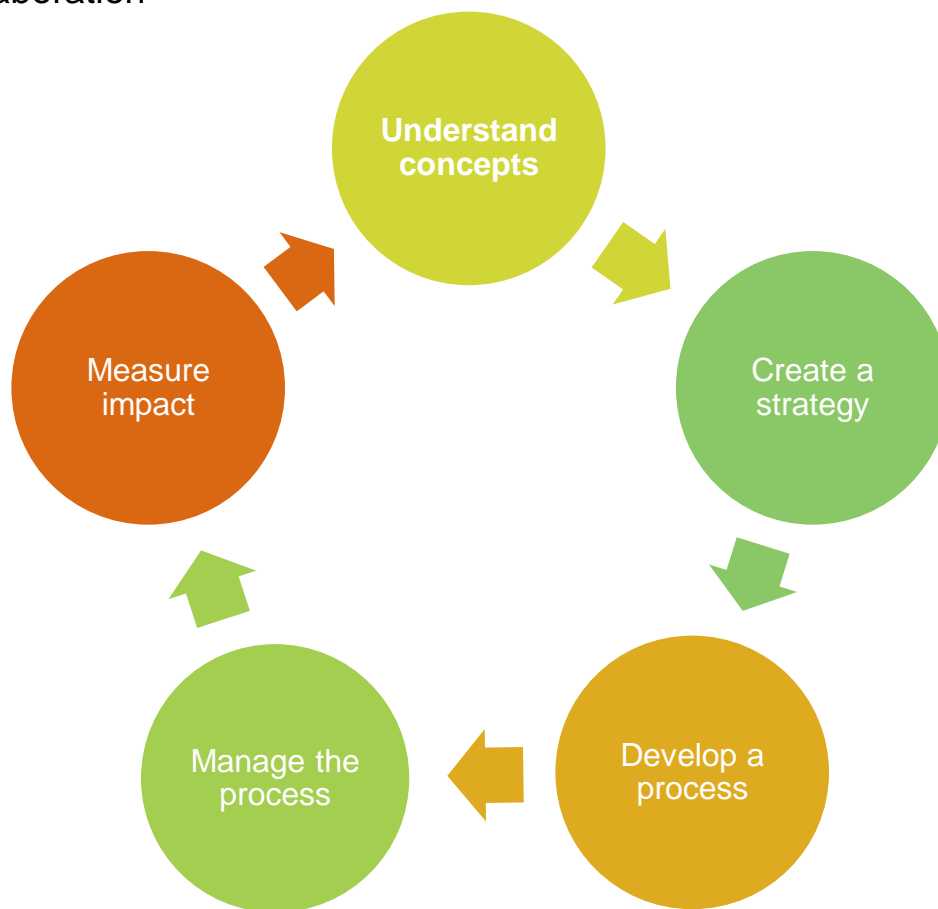 Understand
concepts
Create a
strategy
Develop a
process
Manage the
process
Measure
impact